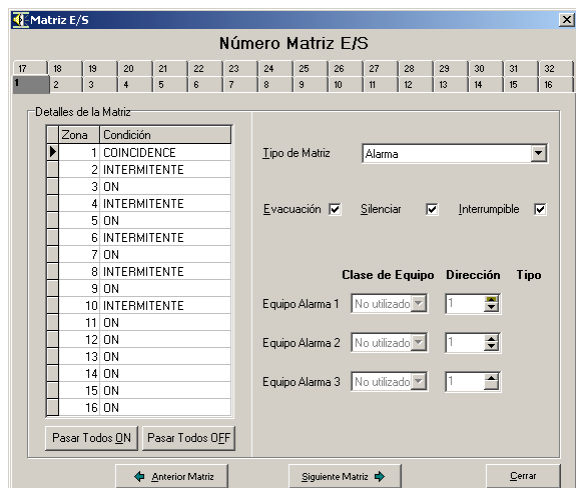 Matriz E/S
Número Matriz E/S
17 18 19 20 21 22 23 24 25 26 27 28 29 30 31 32
1 2 3 4 5 6 7 8 9 10 11 12 13 14 15 16
Detalles de la Matriz
Zona Condición
1 COINCIDENCE
2 INTERMITENTE
3 ON
4 INTERMITENTE
5 ON
6 INTERMITENTE
7 ON
8 INTERMITENTE
9 ON
10 INTERMITENTE
11 ON
12 ON
13 ON
14 ON
15 ON
16 ON
Pasar Todos ON Pasar Todos OFF
Tipo de Matriz Alarma
Evacuación Silenciar Interrumpible
Clase de Equipo Dirección Tipo
Equipo Alarma 1 No utilizado 1
Equipo Alarma 2 No utilizado 1
Equipo Alarma 3 No utilizado 1
Anterior Matriz Siguiente Matriz Cerrar